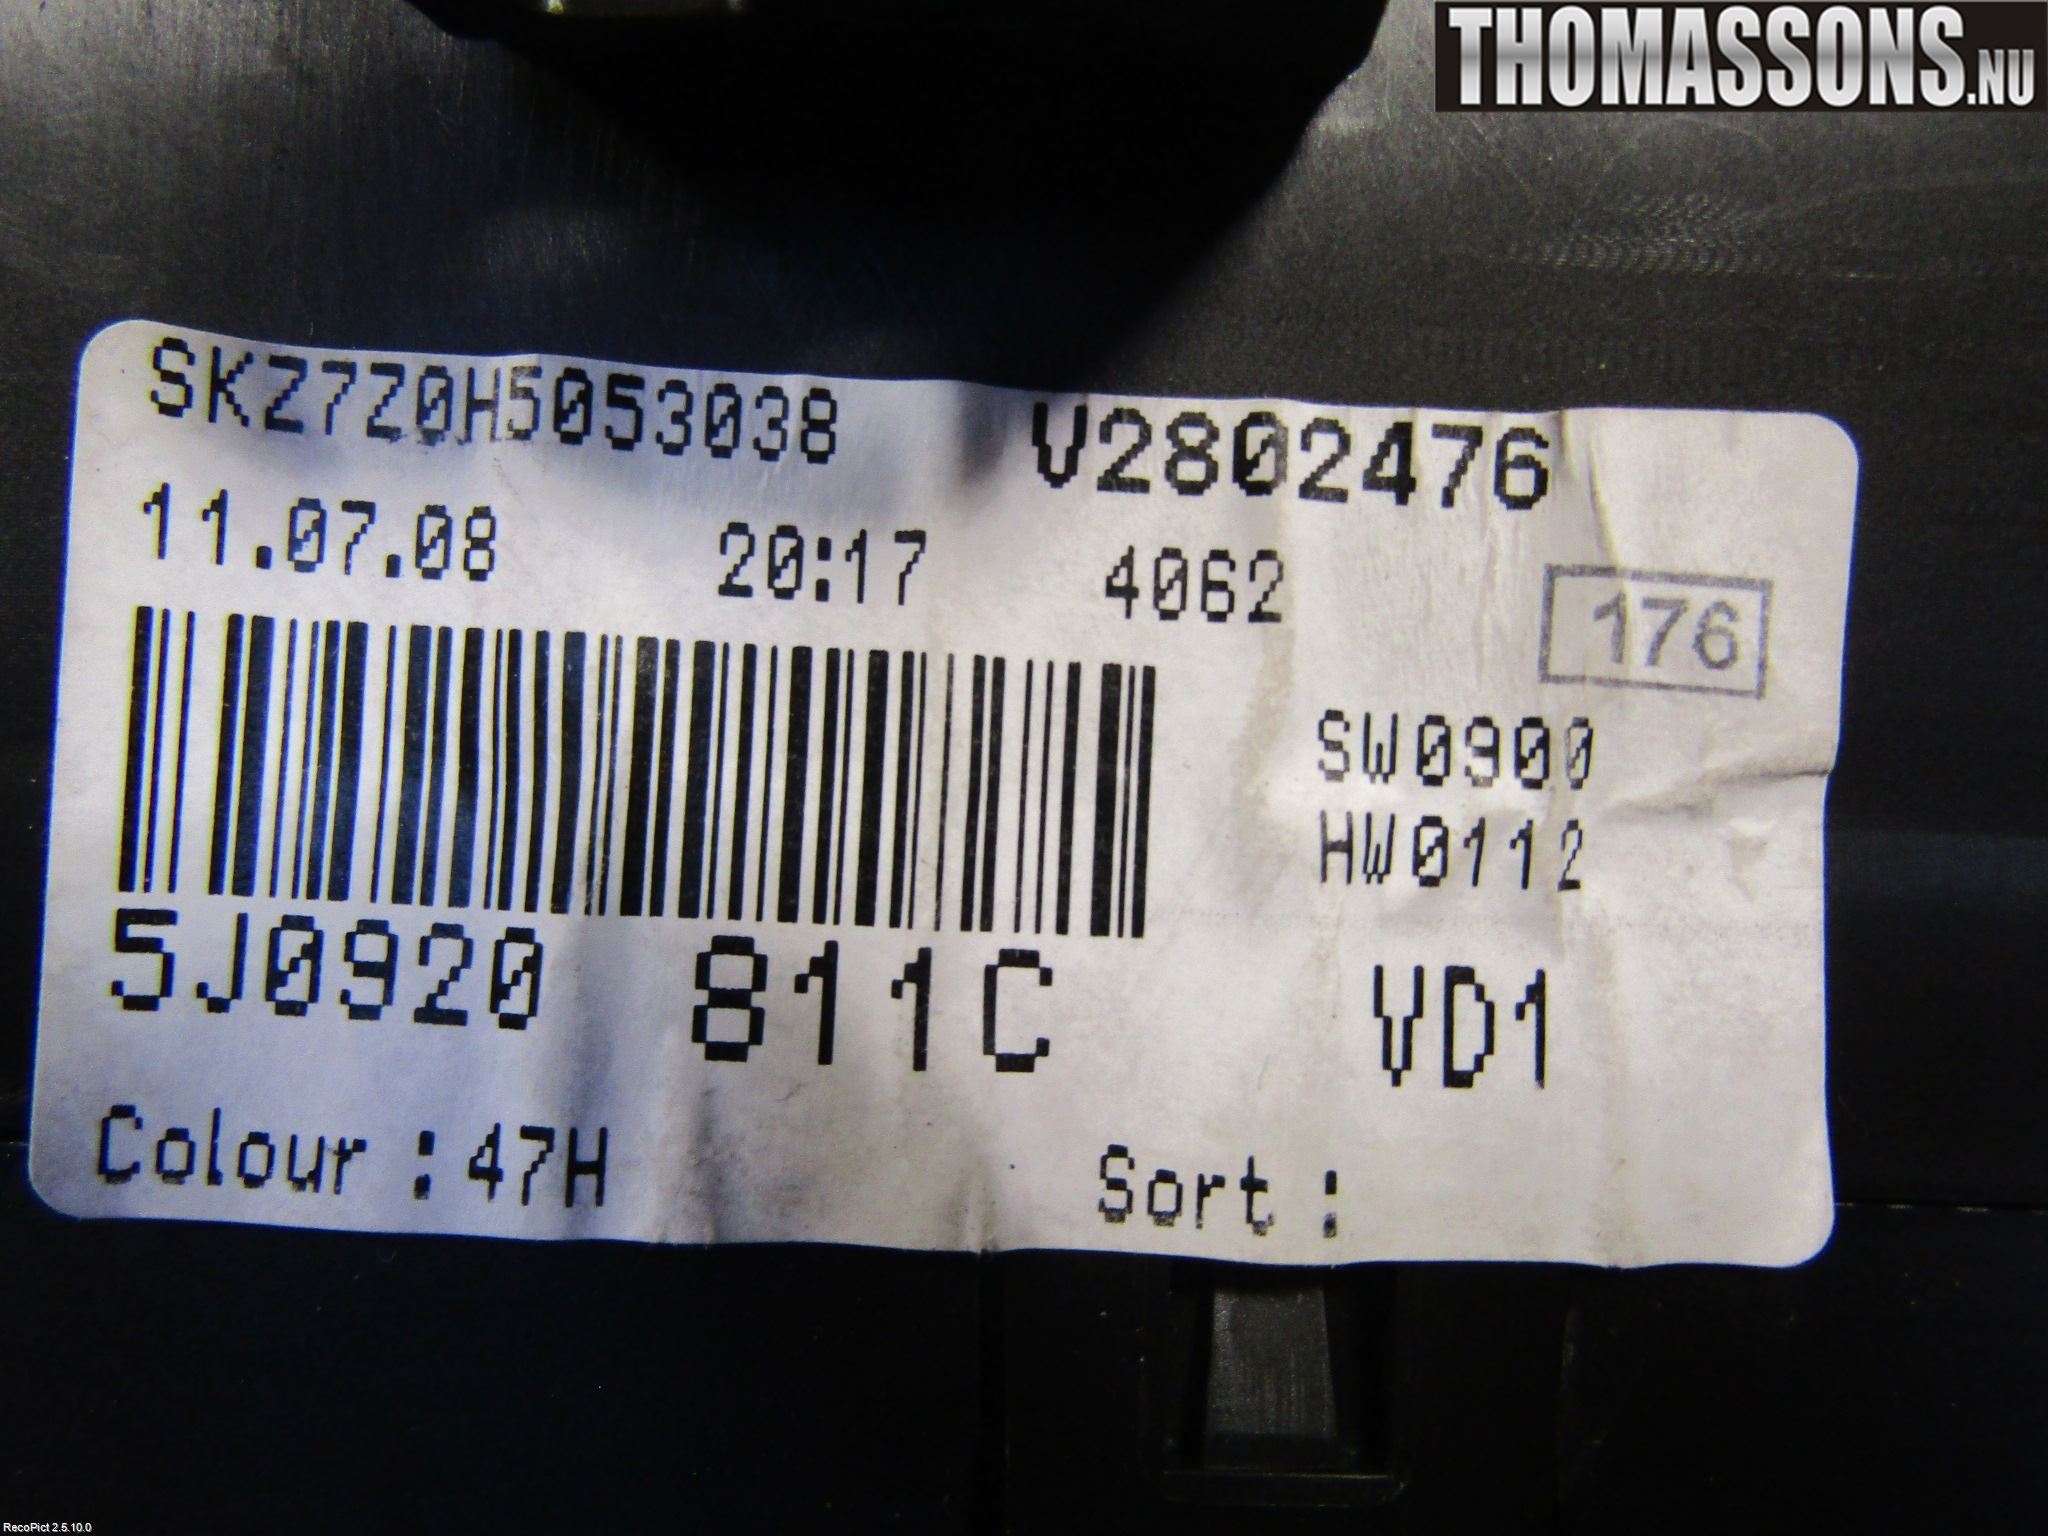 THOMASSONS.NU
SKZ7Z0H5053038 V2802476
11.07.08 20:17 4062
176
SW0900
HW0112
5J0920 811C VD1
Colour : 47H Sort :
RecoPict 2.5.10.0